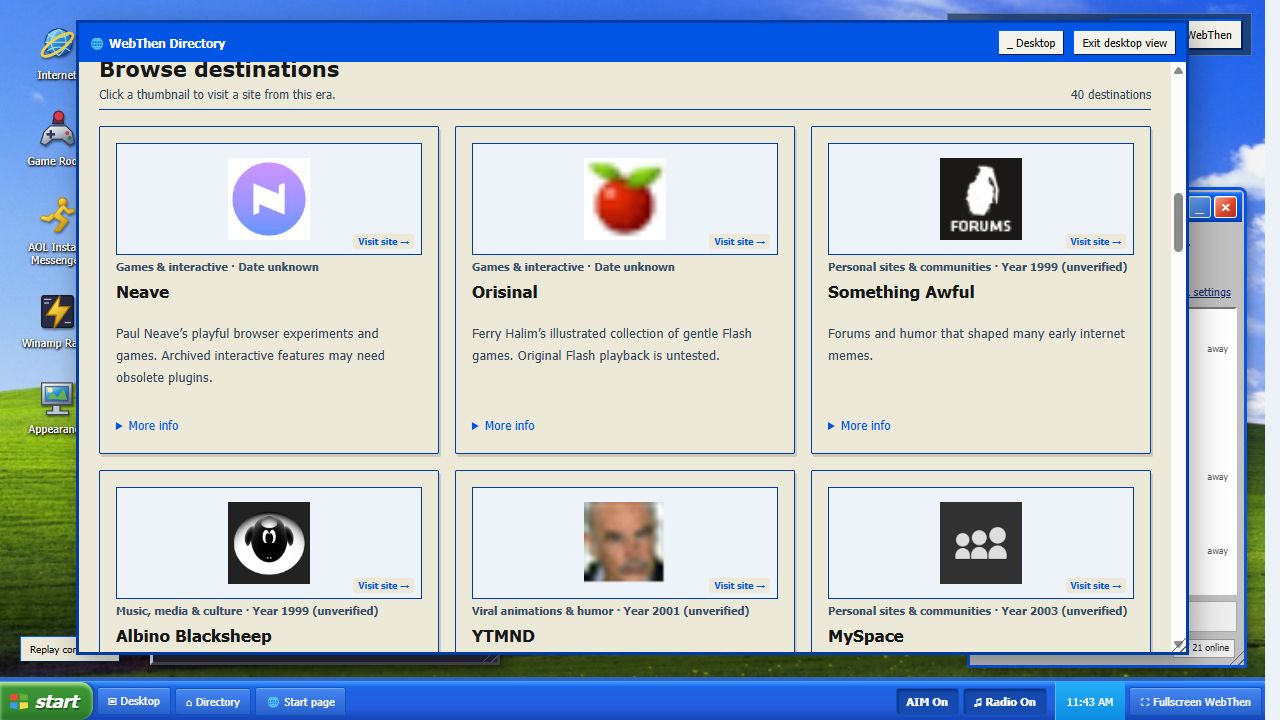 WebThen Directory
_ Desktop
Exit desktop view
WebThen
Browse destinations
Click a thumbnail to visit a site from this era.
40 destinations
Visit site →
Visit site →
FORUMS
Visit site →
Games & interactive · Date unknown
Neave
Paul Neave’s playful browser experiments and
games. Archived interactive features may need
obsolete plugins.
▶ More info
Games & interactive · Date unknown
Orisinal
Ferry Halim’s illustrated collection of gentle Flash
games. Original Flash playback is untested.
▶ More info
Personal sites & communities · Year 1999 (unverified)
Something Awful
Forums and humor that shaped many early internet
memes.
▶ More info
Visit site →
Music, media & culture · Year 1999 (unverified)
Albino Blacksheep
Visit site →
Viral animations & humor · Year 2001 (unverified)
YTMND
Visit site →
Personal sites & communities · Year 2003 (unverified)
MySpace
Internet
Game
AOL
Winamp
settings
away
away
away
21 online
Replay
start
Desktop
Directory
Start page
AIM On
Radio On
11:43 AM
Fullscreen WebThen